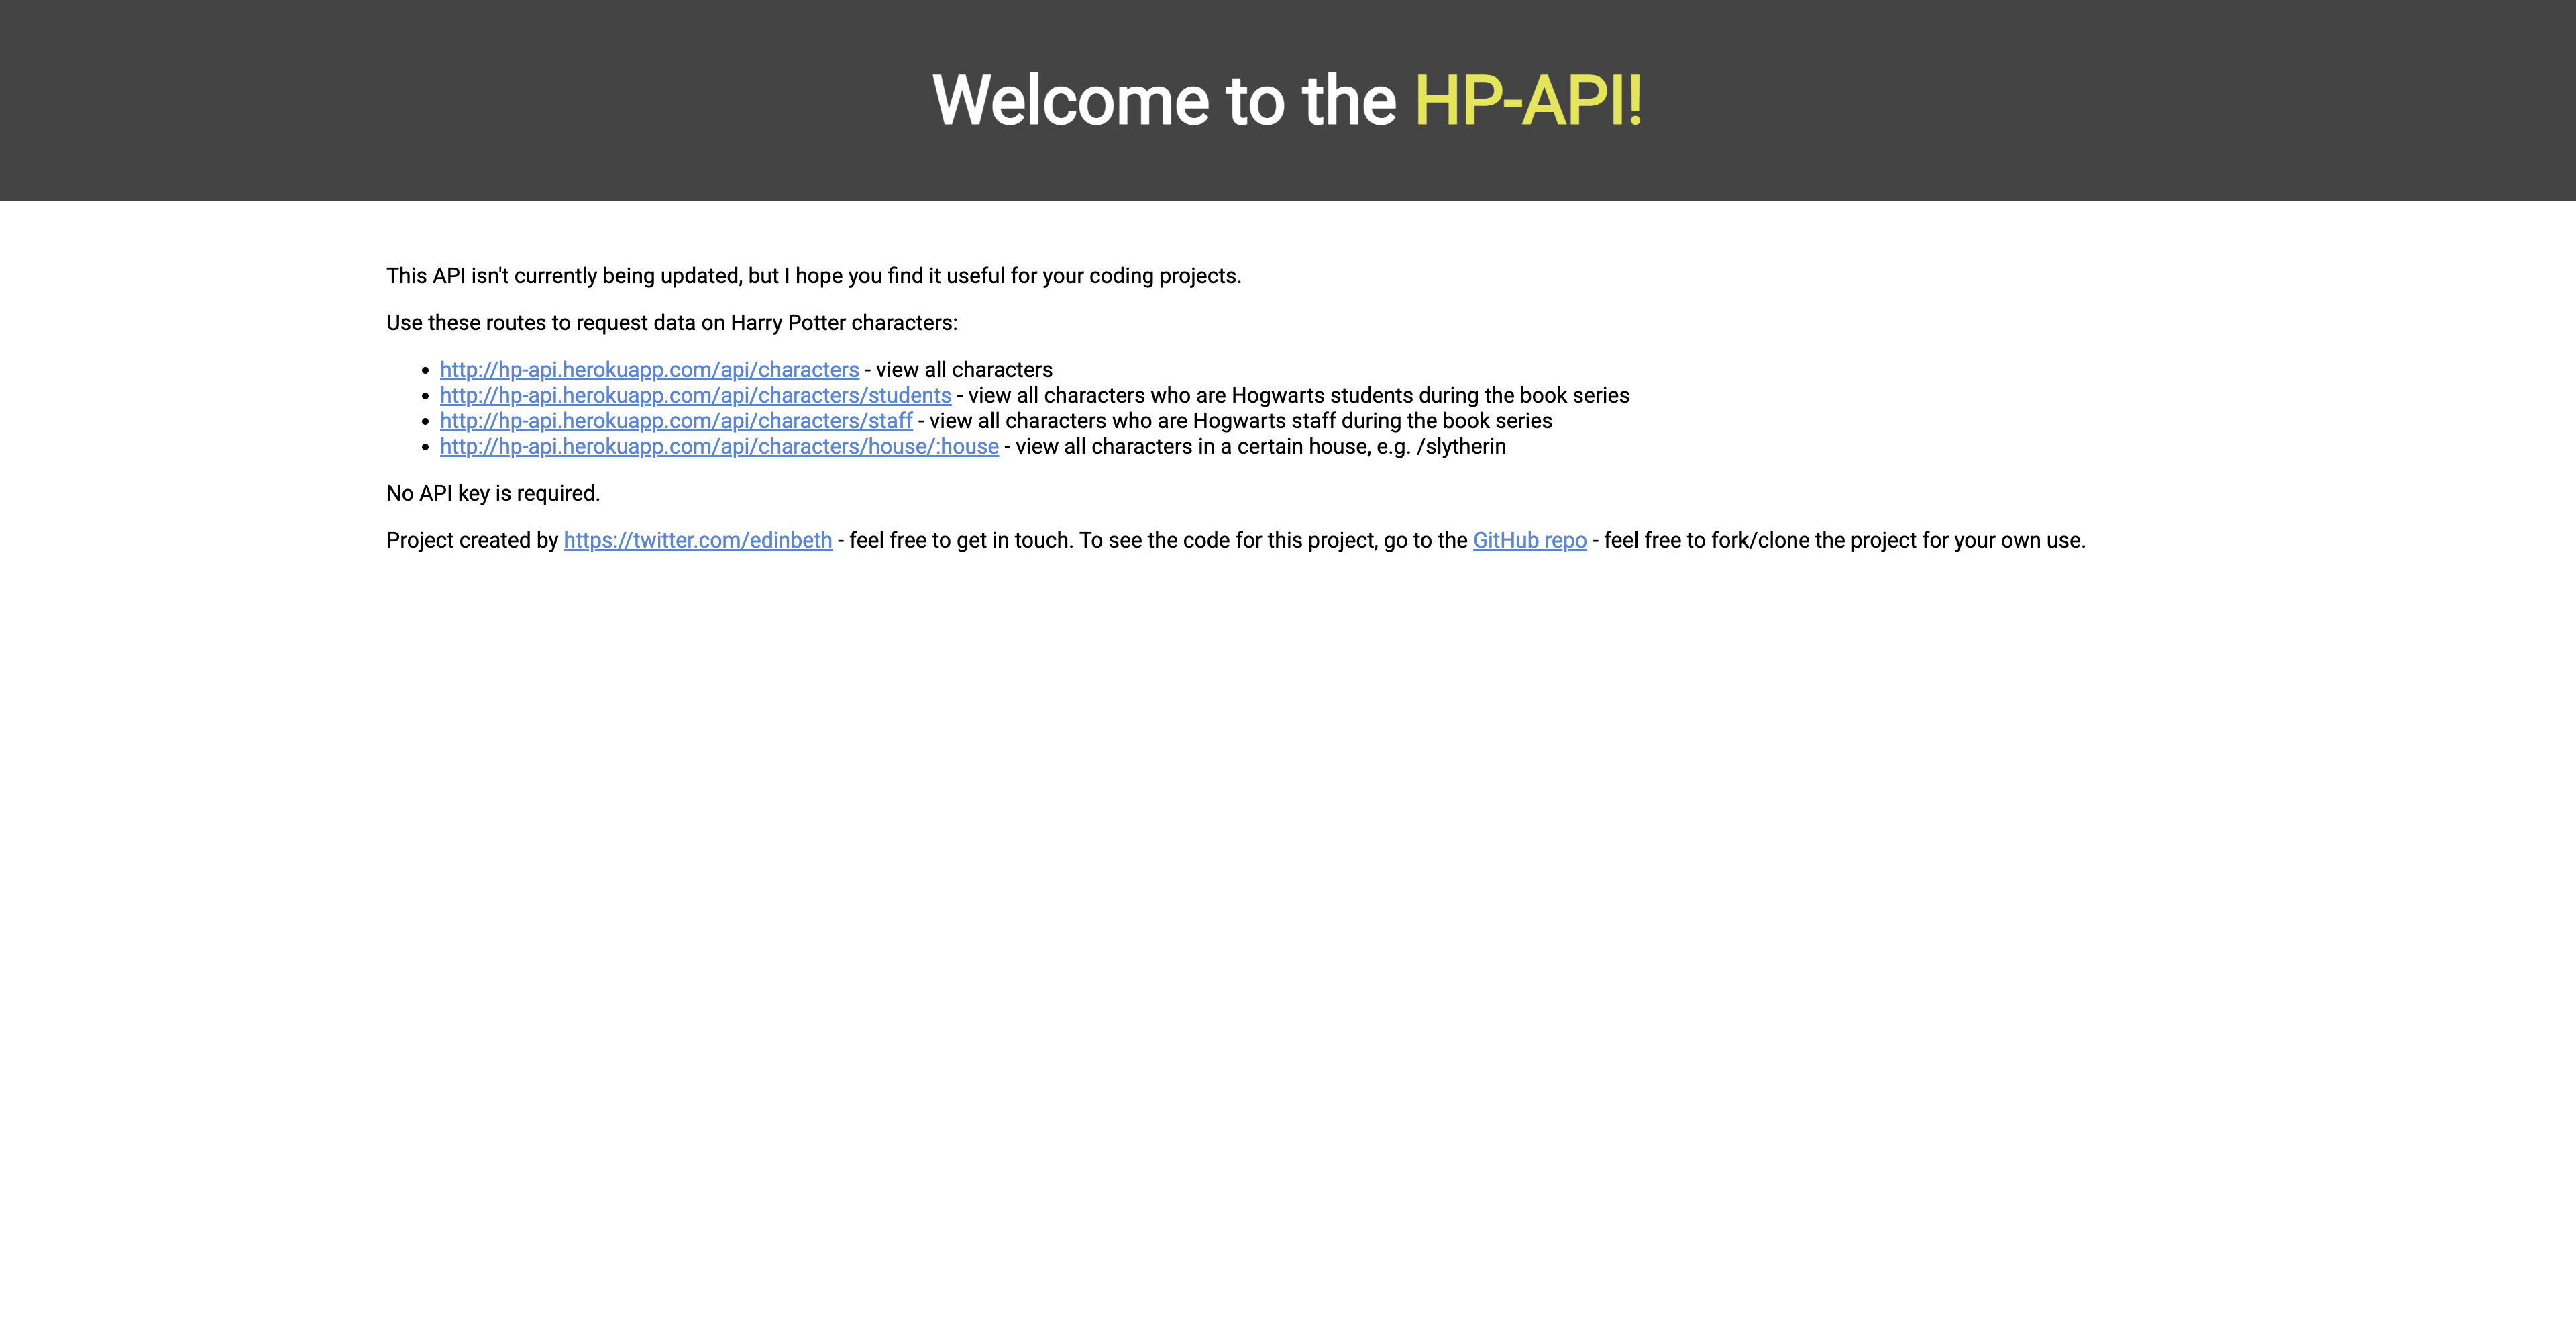 Welcome to the HP-API!
This API isn't currently being updated, but I hope you find it useful for your coding projects.
Use these routes to request data on Harry Potter characters:
• http://hp-api.herokuapp.com/api/characters - view all characters
• http://hp-api.herokuapp.com/api/characters/students - view all characters who are Hogwarts students during the book series
• http://hp-api.herokuapp.com/api/characters/staff - view all characters who are Hogwarts staff during the book series
• http://hp-api.herokuapp.com/api/characters/house/:house - view all characters in a certain house, e.g. /slytherin
No API key is required.
Project created by https://twitter.com/edinbeth - feel free to get in touch. To see the code for this project, go to the GitHub repo - feel free to fork/clone the project for your own use.